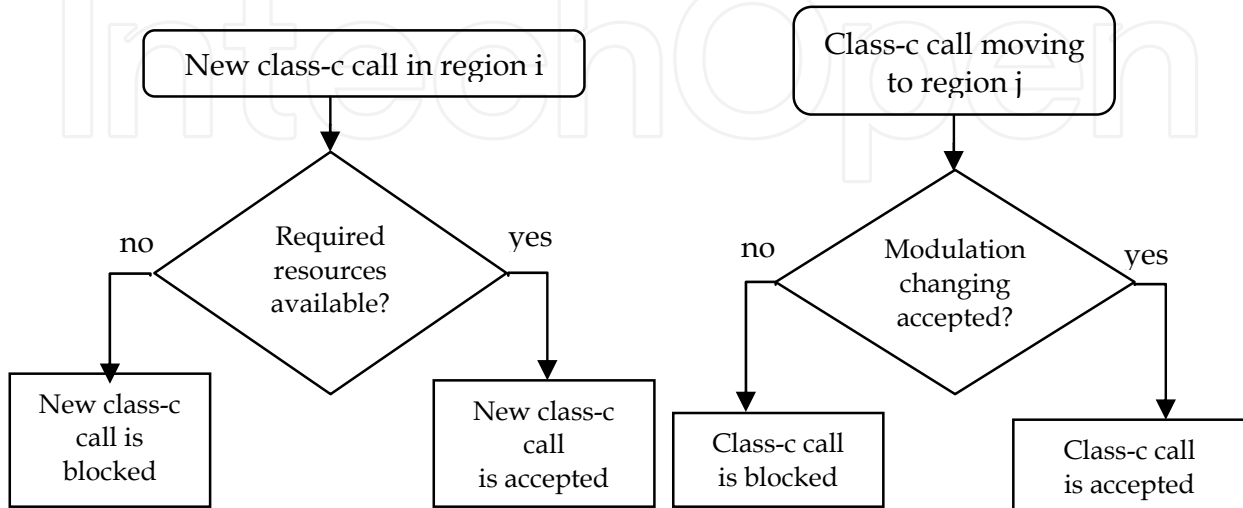 IntechOpen
New class-c call in region i
Required
resources
available?
no
yes
New class-c
call is
blocked
New class-c
call
is accepted
Class-c call moving
to region j
Modulation
changing
accepted?
no
yes
Class-c call
is blocked
Class-c call
is accepted